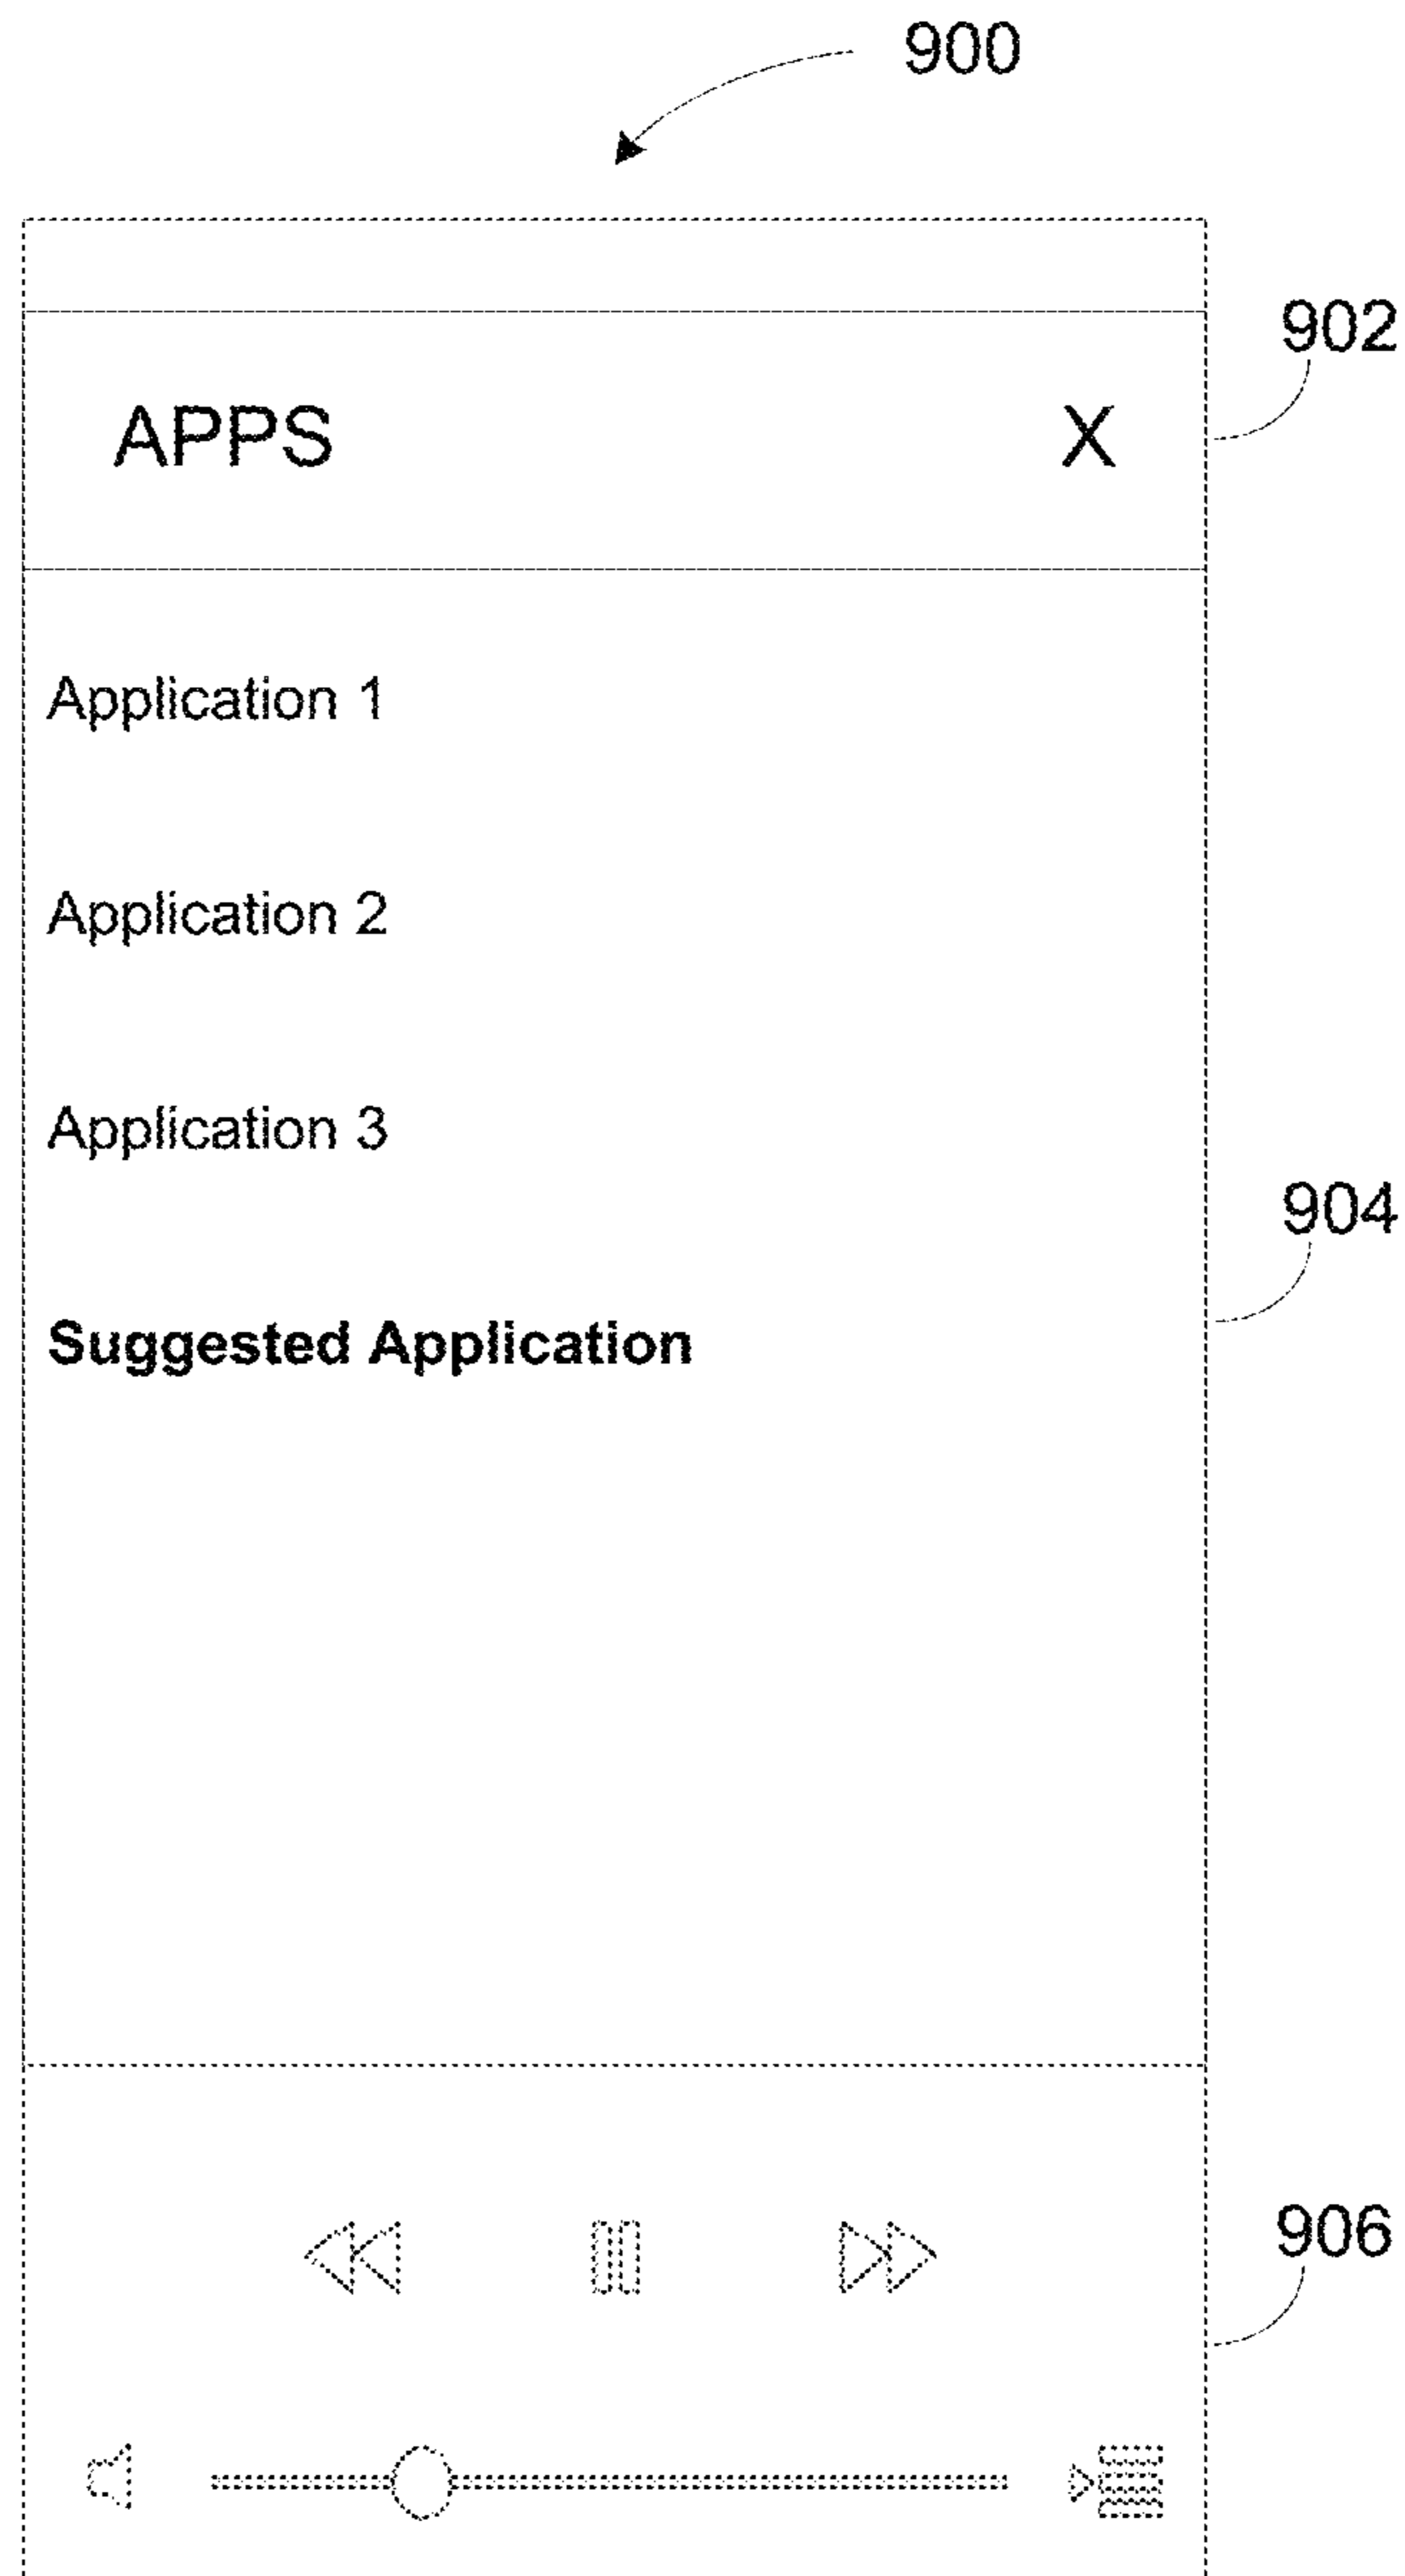 900
902
APPS X
Application 1
Application 2
Application 3
904
Suggested Application
906